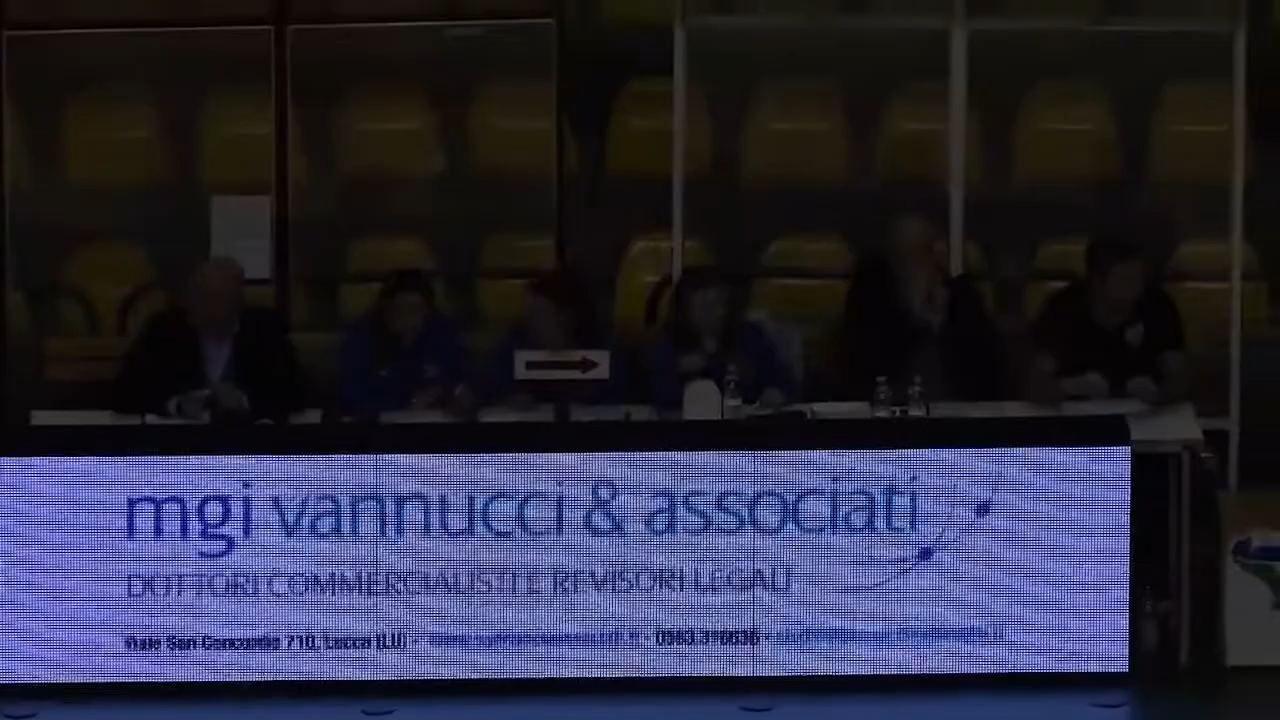 mgi vannucci & associati
DOTTORI COMMERCIALISTI E REVISORI LEGALI
Viale San Concordio 710, Lucca (LU) -